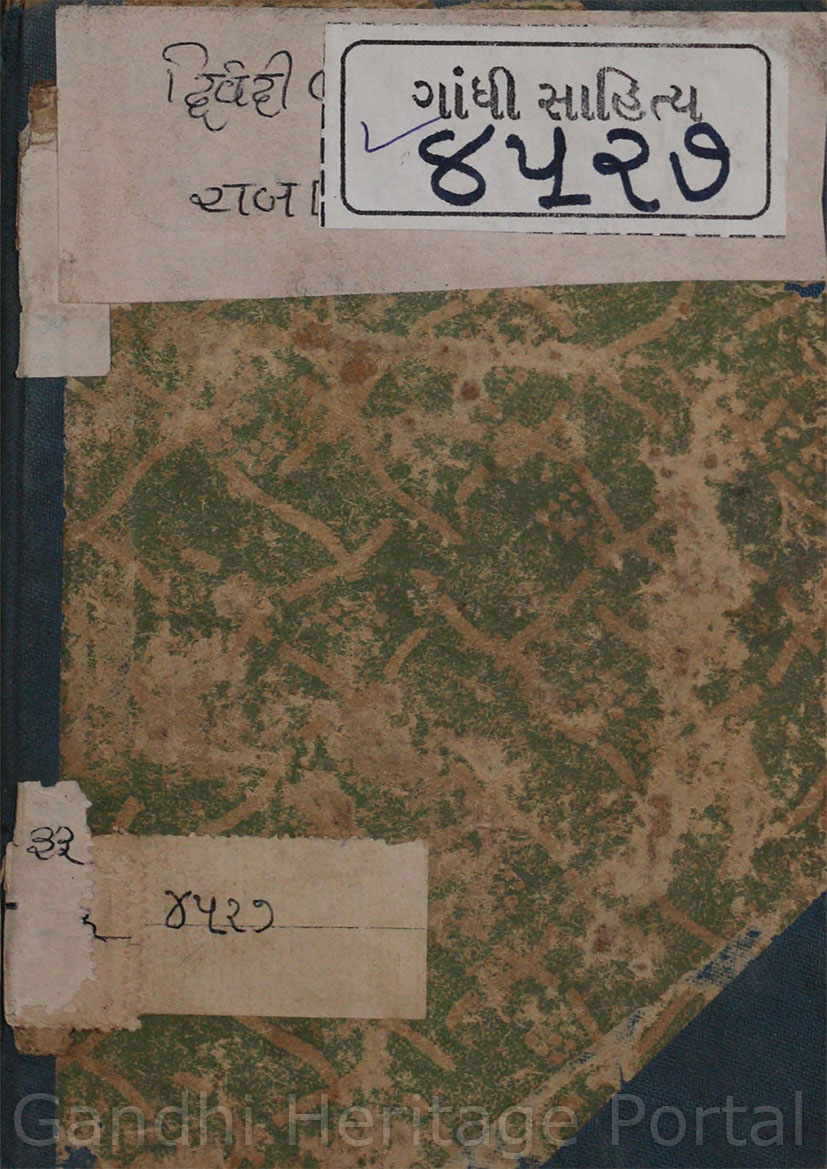 દ્વિવેદી
ગાંધી સાહિત્ય
૪૫૨૭
રાજ
૩૨
૪૫૨૭
Gandhi Heritage Portal